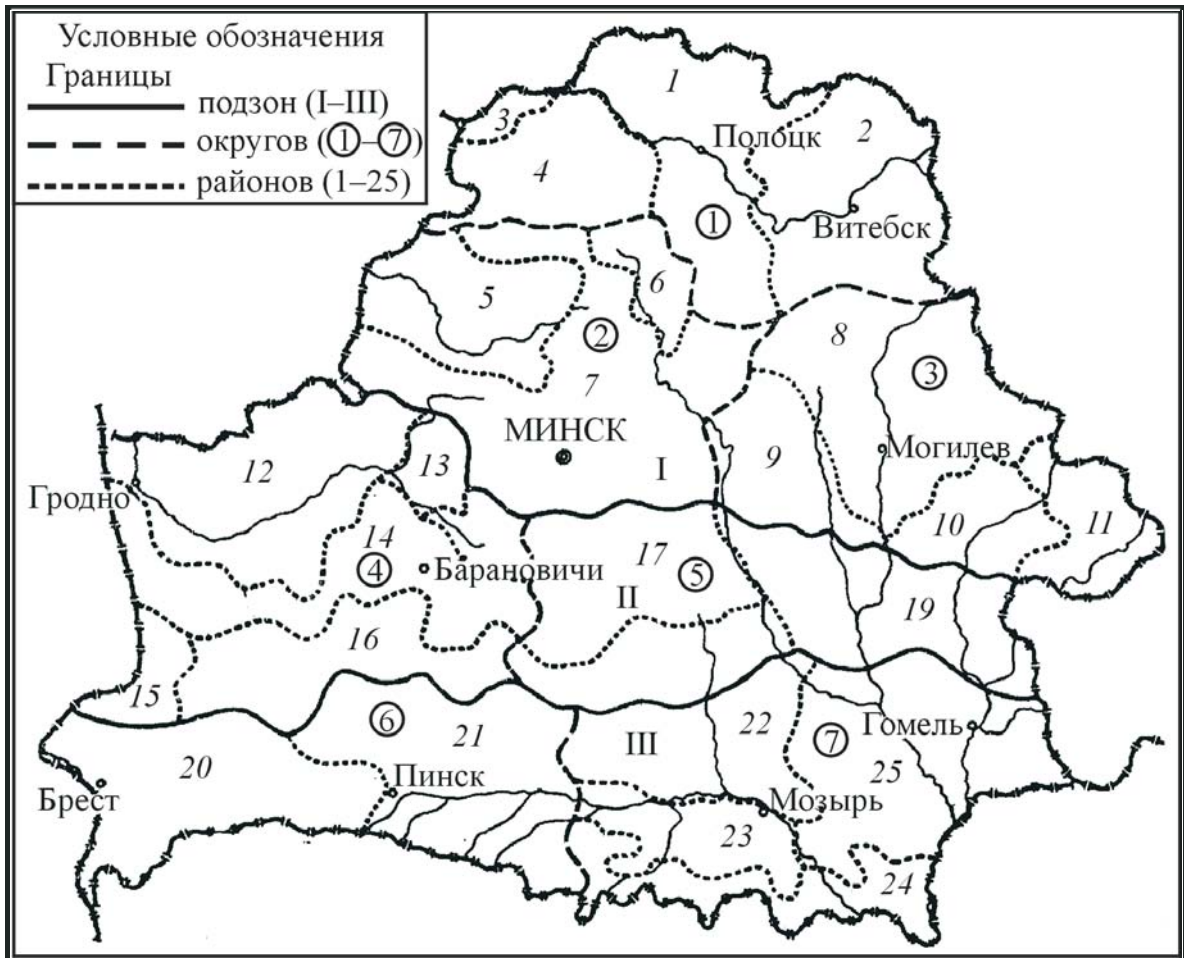 Условные обозначения
Границы
подзон (I–III)
округов (①–⑦)
районов (1–25)
1
3
Полоцк
2
4
①
Витебск
5
6
②
8
7
③
МИНСК
Могилев
12
13
I
9
Гродно
10
11
14
17
④
Барановичи
⑤
II
19
16
15
⑥
21
III
22
⑦
Гомель
20
Пинск
25
Брест
Мозырь
23
24